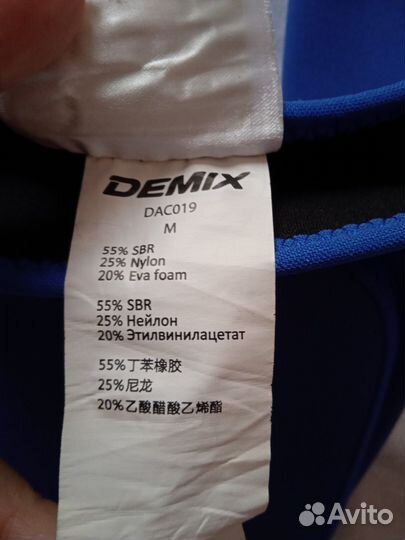 DEMIX
DAC019
M
55% SBR
25% Nylon
20% Eva foam
55% SBR
25% Нейлон
20% Этилвинилацетат
55%丁苯橡胶
25%尼龙
20%乙酸醋酸乙烯酯
Avito